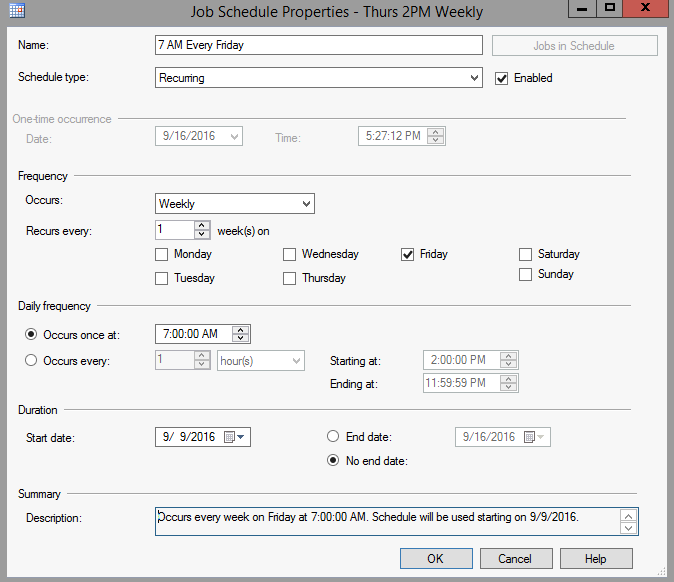 Job Schedule Properties - Thurs 2PM Weekly
Name: 7 AM Every Friday Jobs in Schedule
Schedule type: Recurring Enabled
One-time occurrence
Date: 9/16/2016 Time: 5:27:12 PM
Frequency
Occurs: Weekly
Recurs every: 1 week(s) on
Monday Wednesday Friday Saturday
Tuesday Thursday Sunday
Daily frequency
Occurs once at: 7:00:00 AM
Occurs every: 1 hour(s) Starting at: 2:00:00 PM
Ending at: 11:59:59 PM
Duration
Start date: 9/ 9/2016 End date: 9/16/2016
No end date:
Summary
Description: Occurs every week on Friday at 7:00:00 AM. Schedule will be used starting on 9/9/2016.
OK Cancel Help